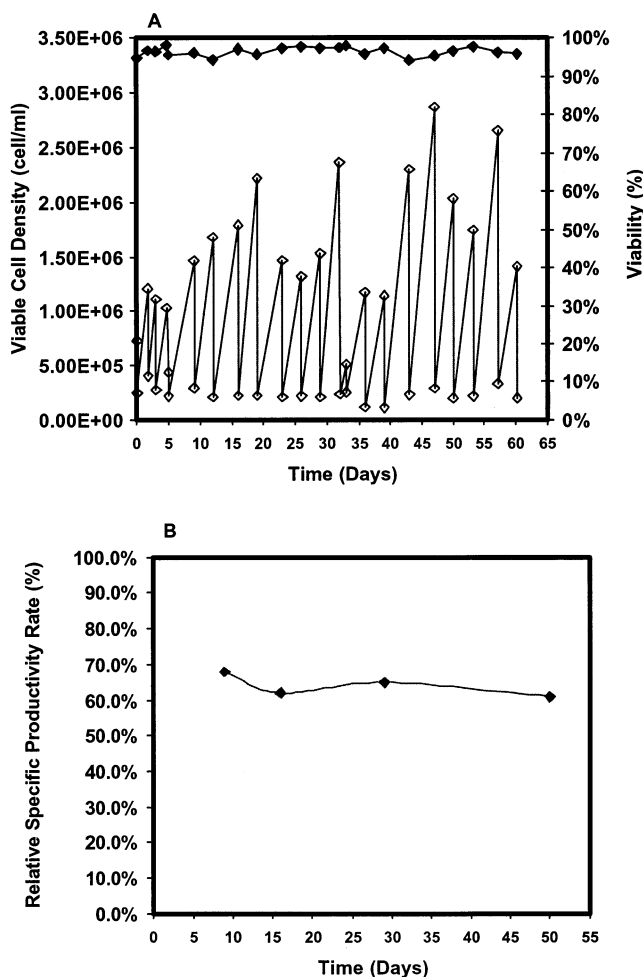 A
3.50E+06
3.00E+06
2.50E+06
2.00E+06
1.50E+06
1.00E+06
5.00E+05
0.00E+00
Viable Cell Density (cell/ml)
100%
90%
80%
70%
60%
50%
40%
30%
20%
10%
0%
Viability (%)
0 5 10 15 20 25 30 35 40 45 50 55 60 65
Time (Days)
B
100.0%
90.0%
80.0%
70.0%
60.0%
50.0%
40.0%
30.0%
20.0%
10.0%
0.0%
Relative Specific Productivity Rate (%)
0 5 10 15 20 25 30 35 40 45 50 55
Time (Days)